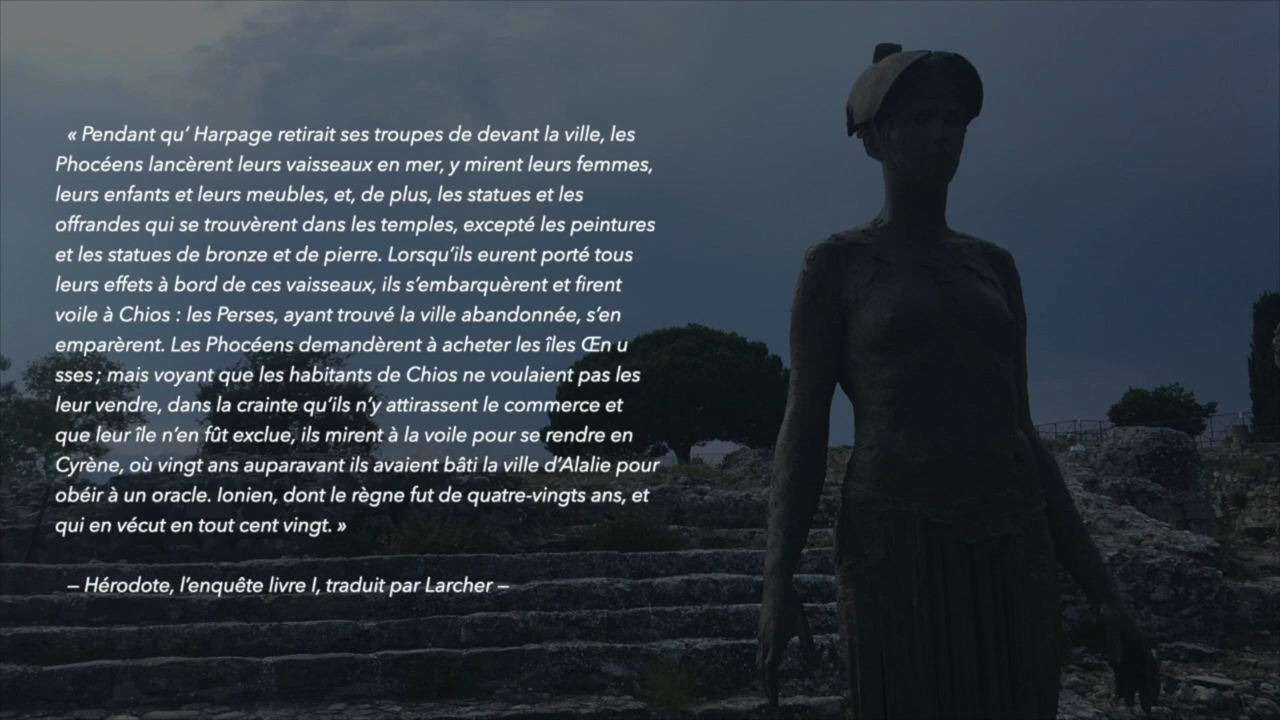 « Pendant qu’ Harpage retirait ses troupes de devant la ville, les
Phocéens lancèrent leurs vaisseaux en mer, y mirent leurs femmes,
leurs enfants et leurs meubles, et, de plus, les statues et les
offrandes qui se trouvèrent dans les temples, excepté les peintures
et les statues de bronze et de pierre. Lorsqu’ils eurent porté tous
leurs effets à bord de ces vaisseaux, ils s’embarquèrent et firent
voile à Chios : les Perses, ayant trouvé la ville abandonnée, s’en
emparèrent. Les Phocéens demandèrent à acheter les îles Œn u
sses ; mais voyant que les habitants de Chios ne voulaient pas les
leur vendre, dans la crainte qu’ils n’y attirassent le commerce et
que leur île n’en fût exclue, ils mirent à la voile pour se rendre en
Cyrène, où vingt ans auparavant ils avaient bâti la ville d’Alalie pour
obéir à un oracle. Ionien, dont le règne fut de quatre-vingts ans, et
qui en vécut en tout cent vingt. »
– Hérodote, l’enquête livre I, traduit par Larcher –